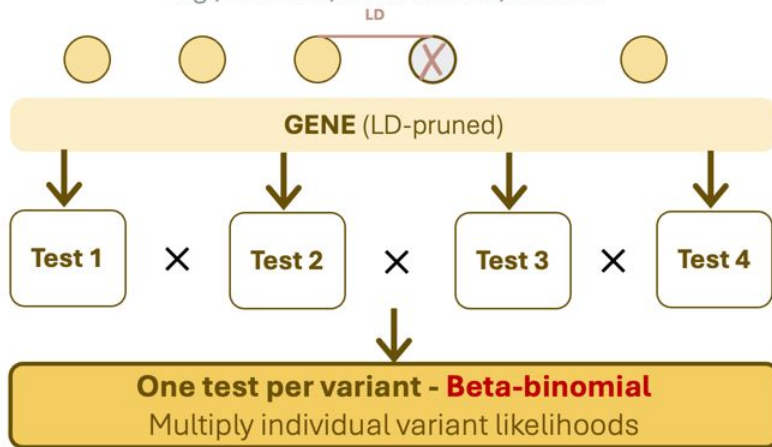 LD
GENE (LD-pruned)
Test 1 × Test 2 × Test 3 × Test 4
One test per variant - Beta-binomial
Multiply individual variant likelihoods